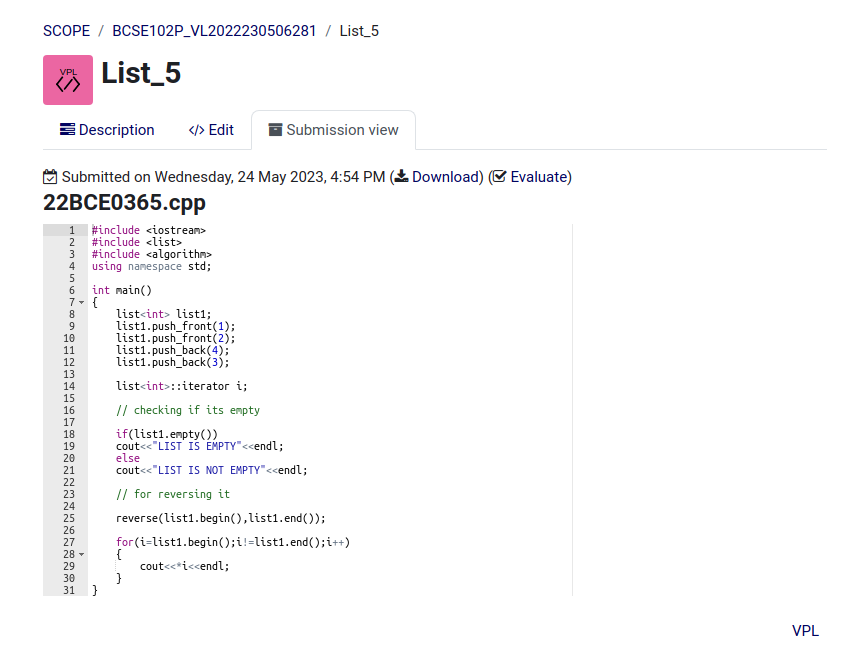 SCOPE / BCSE102P_VL2022230506281 / List_5
VPL
</>
List_5
Description
</> Edit
Submission view
Submitted on Wednesday, 24 May 2023, 4:54 PM (Download) (Evaluate)
22BCE0365.cpp
1 #include <iostream>
2 #include <list>
3 #include <algorithm>
4 using namespace std;
5
6 int main()
7 {
8 list<int> list1;
9 list1.push_front(1);
10 list1.push_front(2);
11 list1.push_back(4);
12 list1.push_back(3);
13
14 list<int>::iterator i;
15
16 // checking if its empty
17
18 if(list1.empty())
19 cout<<"LIST IS EMPTY"<<endl;
20 else
21 cout<<"LIST IS NOT EMPTY"<<endl;
22
23 // for reversing it
24
25 reverse(list1.begin(),list1.end());
26
27 for(i=list1.begin();i!=list1.end();i++)
28 {
29 cout<<*i<<endl;
30 }
31 }
VPL